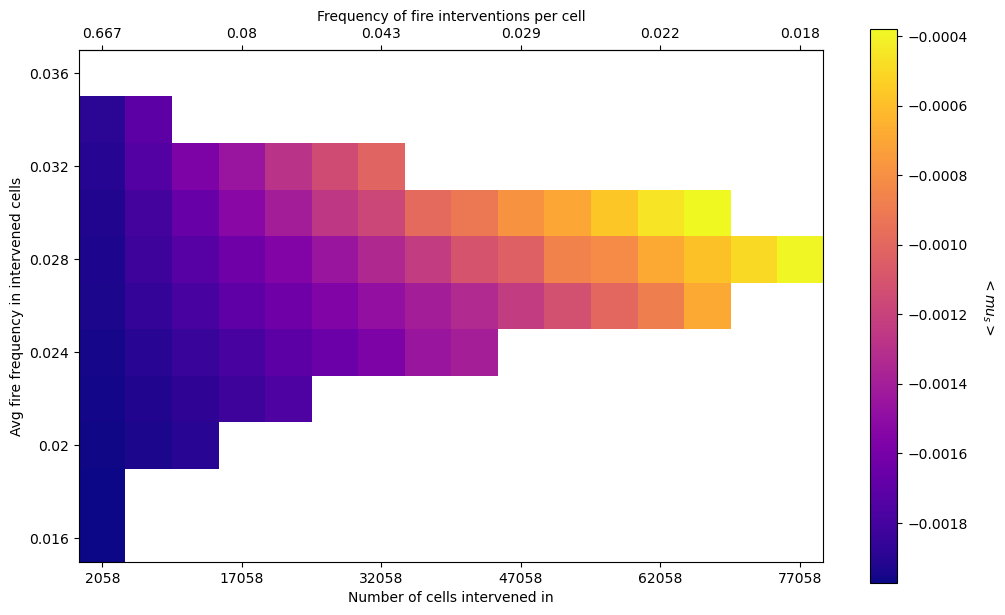 Frequency of fire interventions per cell
0.667 0.08 0.043 0.029 0.022 0.018
Avg fire frequency in intervened cells
0.036
0.032
0.028
0.024
0.02
0.016
2058 17058 32058 47058 62058 77058
Number of cells intervened in
−0.0004
−0.0006
−0.0008
−0.0010
−0.0012
−0.0014
−0.0016
−0.0018
< mu_s >